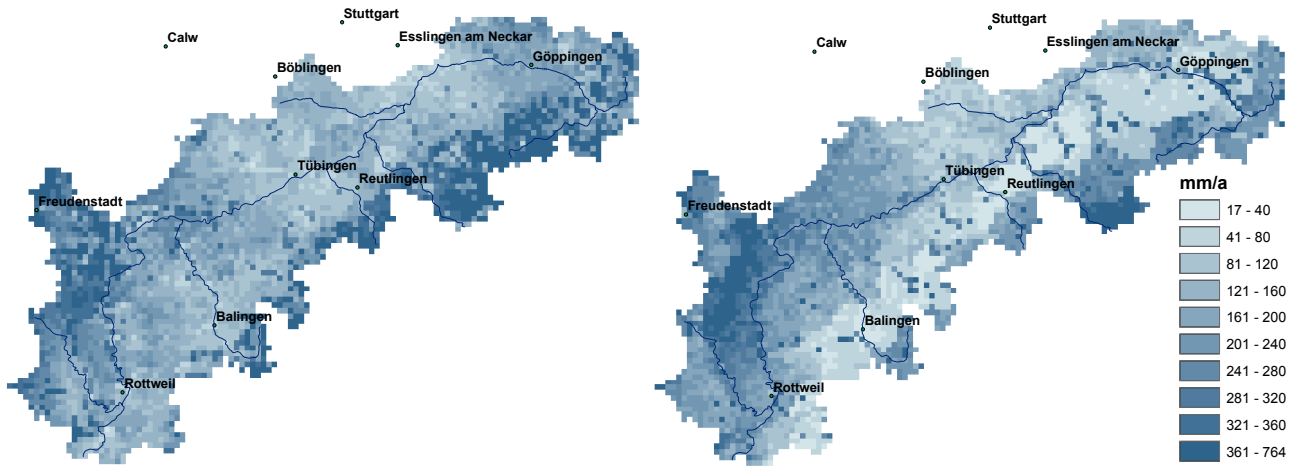 Stuttgart
Calw
Esslingen am Neckar
Böblingen
Göppingen
Tübingen
Reutlingen
Freudenstadt
Balingen
Rottweil
Stuttgart
Calw
Esslingen am Neckar
Böblingen
Göppingen
Tübingen
Reutlingen
Freudenstadt
Balingen
Rottweil
mm/a
17 - 40
41 - 80
81 - 120
121 - 160
161 - 200
201 - 240
241 - 280
281 - 320
321 - 360
361 - 764